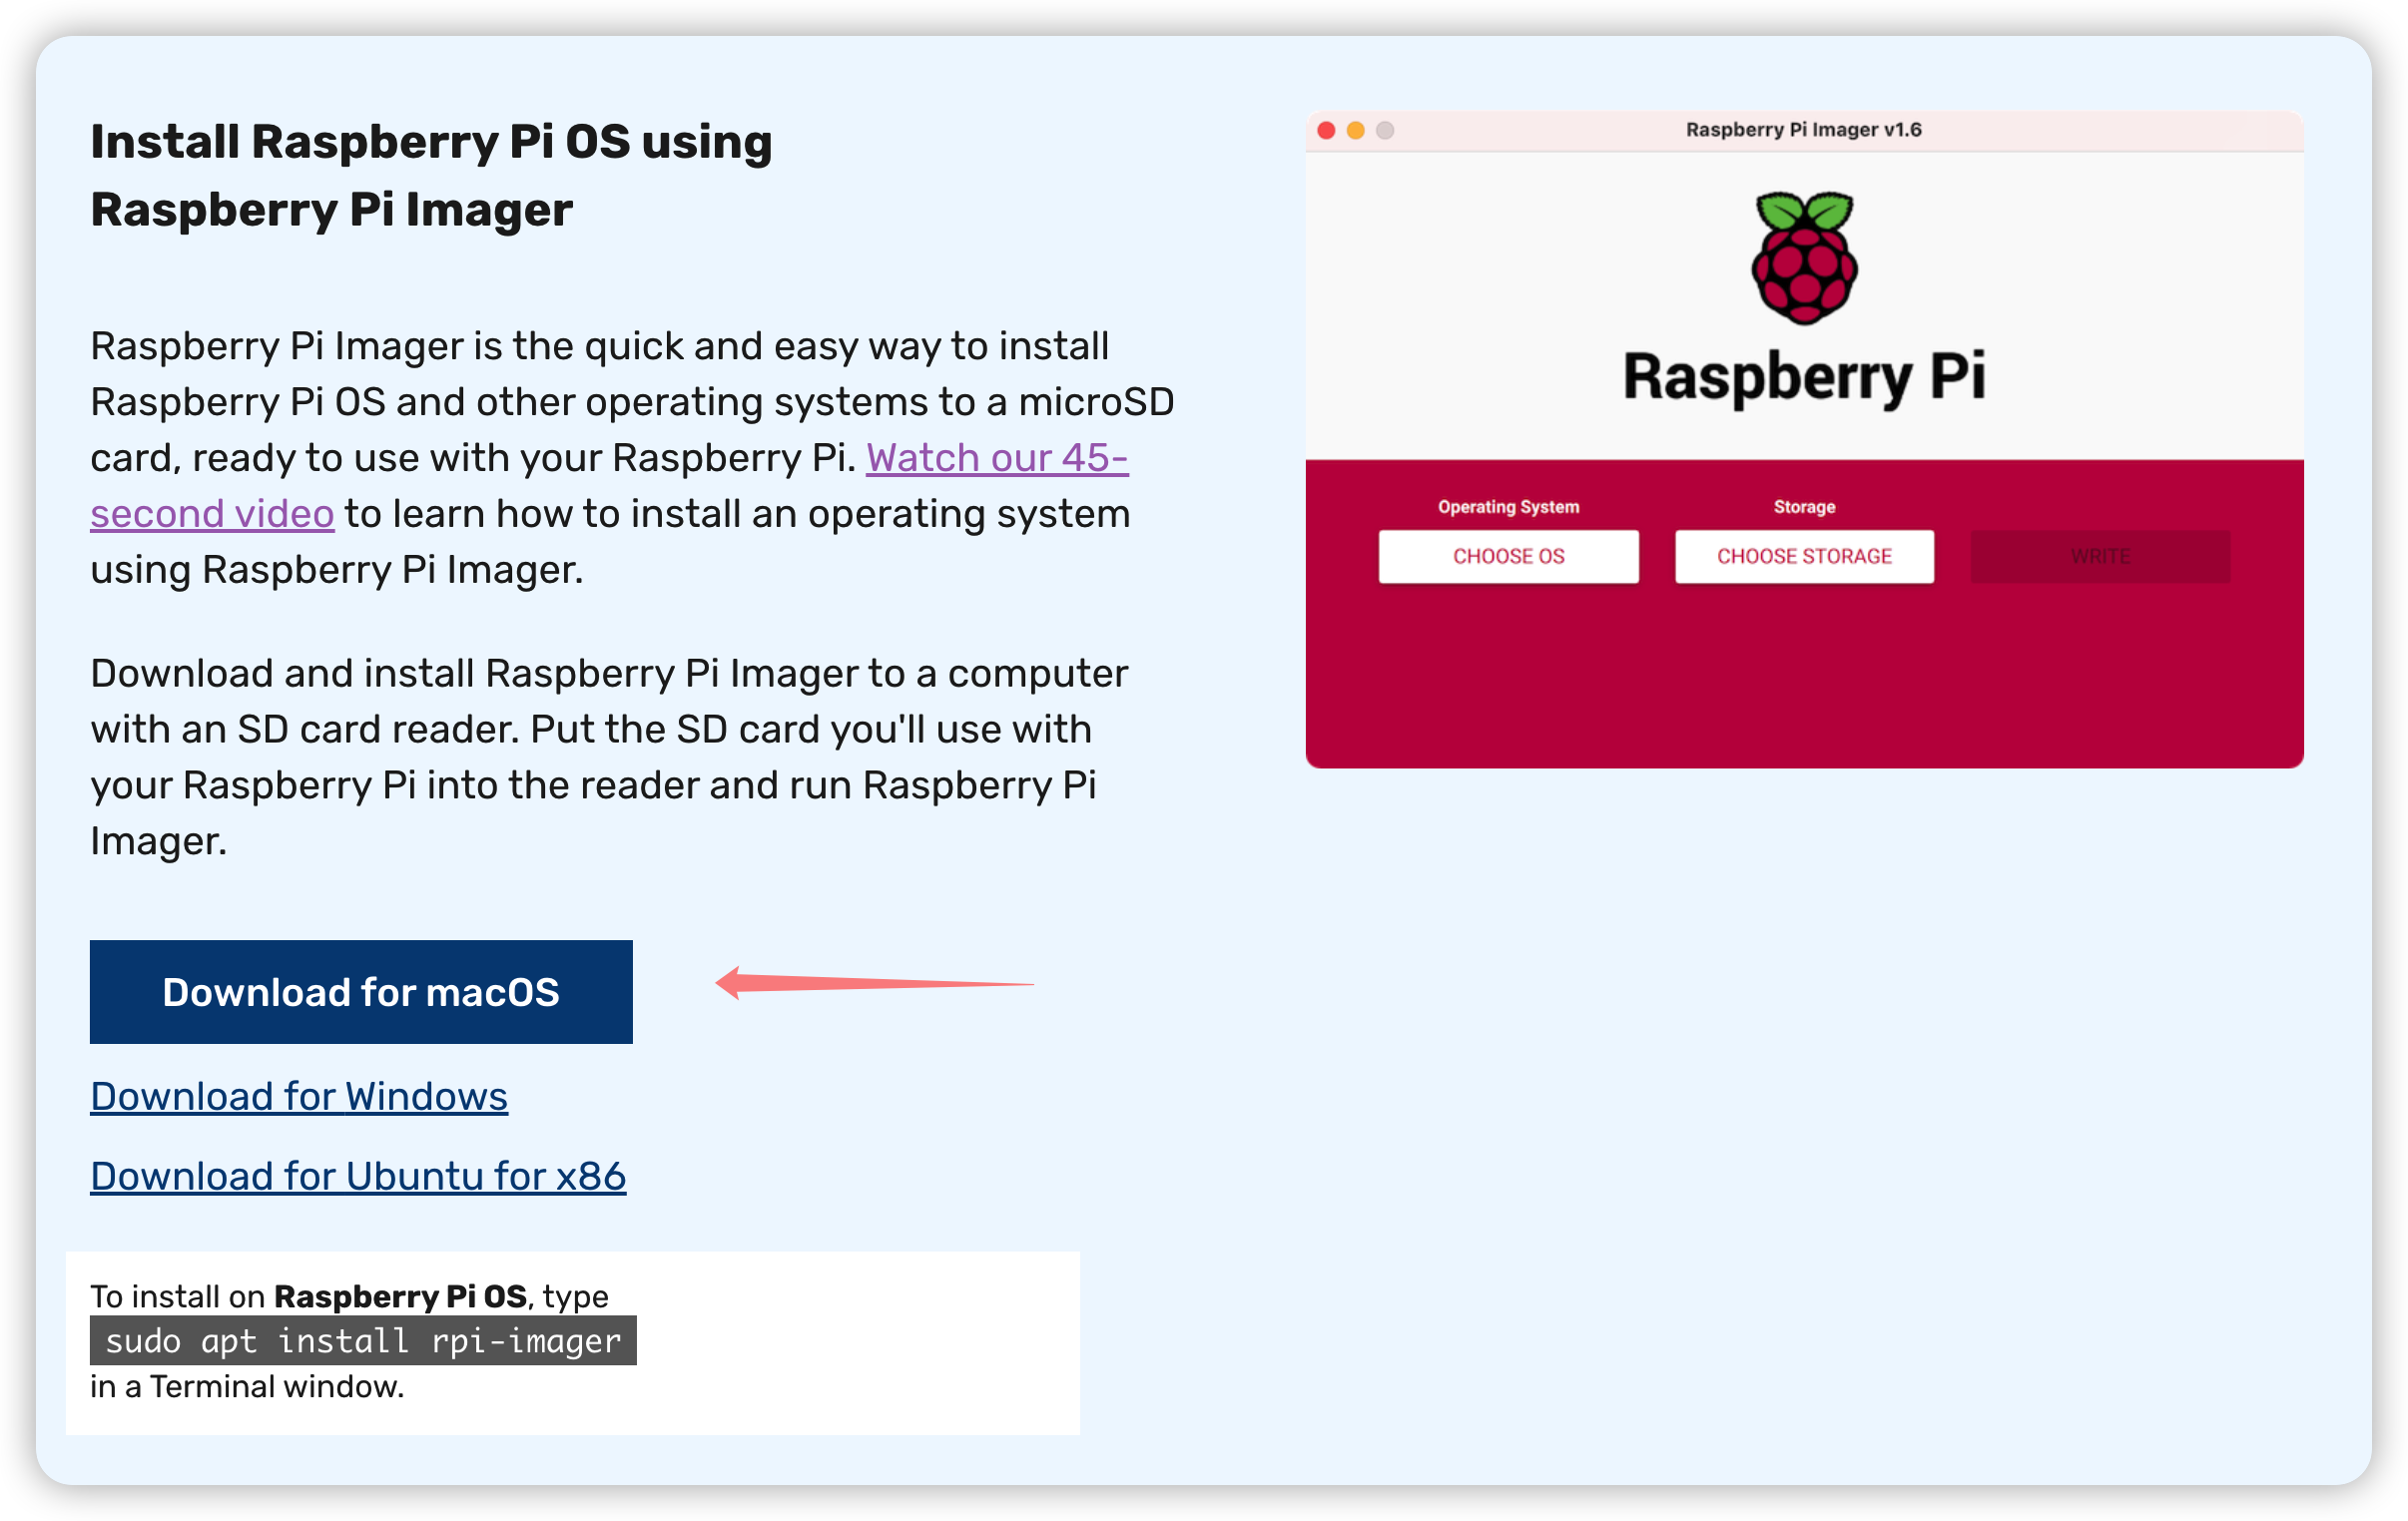 Install Raspberry Pi OS using
Raspberry Pi Imager
Raspberry Pi Imager is the quick and easy way to install
Raspberry Pi OS and other operating systems to a microSD
card, ready to use with your Raspberry Pi. Watch our 45-
second video to learn how to install an operating system
using Raspberry Pi Imager.
Download and install Raspberry Pi Imager to a computer
with an SD card reader. Put the SD card you'll use with
your Raspberry Pi into the reader and run Raspberry Pi
Imager.
Download for macOS
Download for Windows
Download for Ubuntu for x86
To install on Raspberry Pi OS, type
sudo apt install rpi-imager
in a Terminal window.
Raspberry Pi Imager v1.6
Raspberry Pi
Operating System
Storage
CHOOSE OS
CHOOSE STORAGE
WRITE